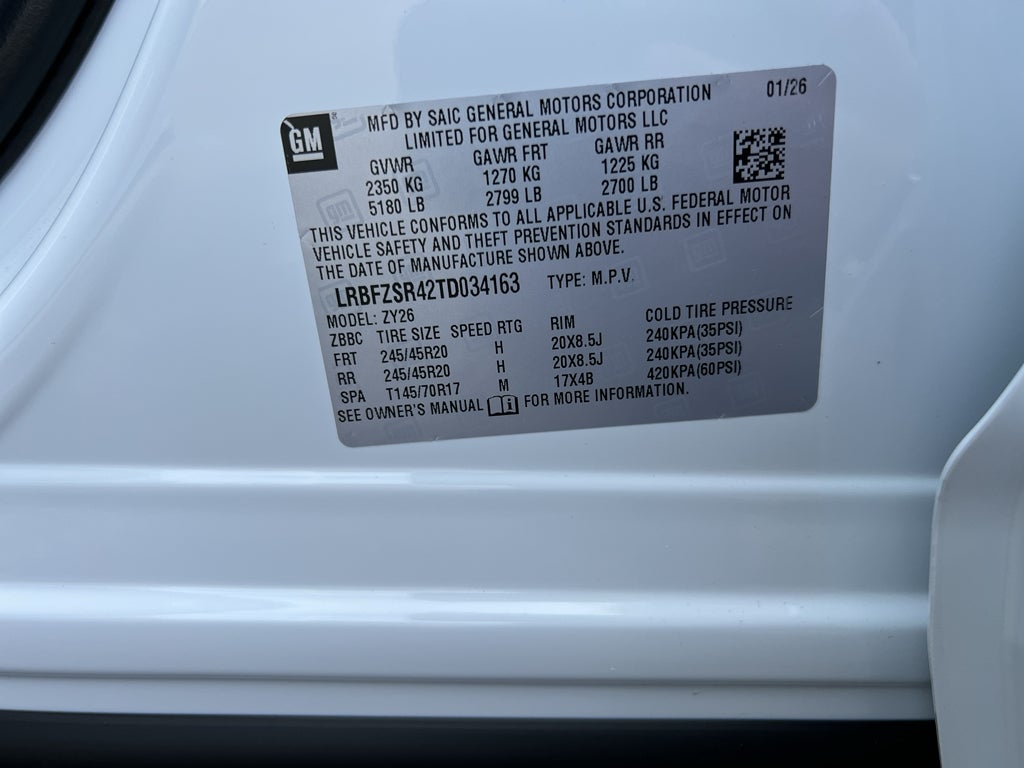 GM
MFD BY SAIC GENERAL MOTORS CORPORATION 01/26
LIMITED FOR GENERAL MOTORS LLC
GVWR GAWR FRT GAWR RR
2350 KG 1270 KG 1225 KG
5180 LB 2799 LB 2700 LB
THIS VEHICLE CONFORMS TO ALL APPLICABLE U.S. FEDERAL MOTOR
VEHICLE SAFETY AND THEFT PREVENTION STANDARDS IN EFFECT ON
THE DATE OF MANUFACTURE SHOWN ABOVE.
LRBFZSR42TD034163 TYPE: M.P.V.
MODEL: ZY26
ZBBC TIRE SIZE SPEED RTG RIM COLD TIRE PRESSURE
FRT 245/45R20 H 20X8.5J 240KPA(35PSI)
RR 245/45R20 H 20X8.5J 240KPA(35PSI)
SPA T145/70R17 M 17X4B 420KPA(60PSI)
SEE OWNER'S MANUAL FOR MORE INFORMATION.